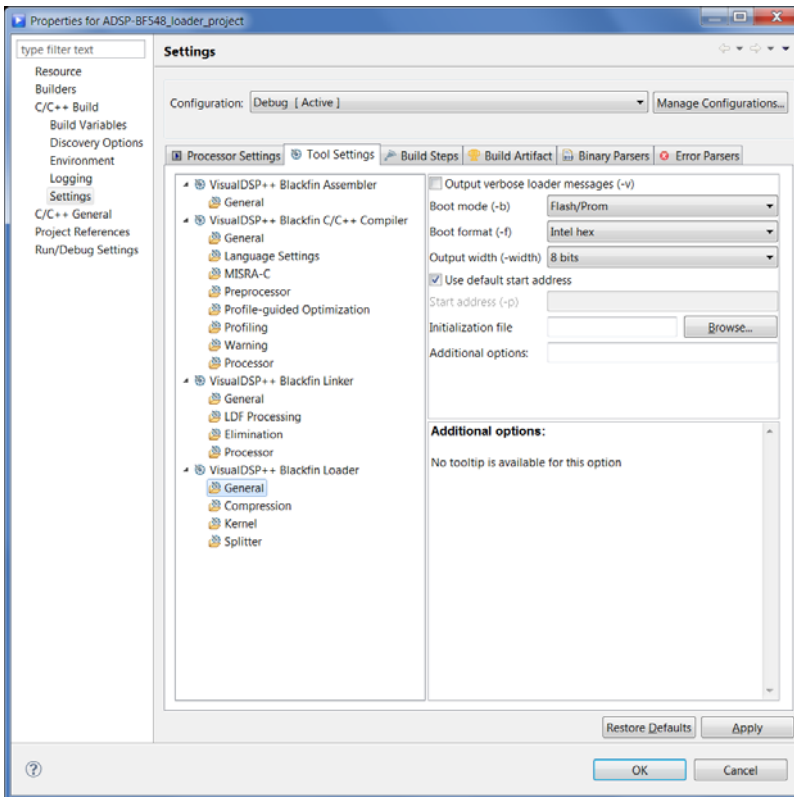 Properties for ADSP-BF548_loader_project
type filter text
Resource
Builders
C/C++ Build
Build Variables
Discovery Options
Environment
Logging
Settings
C/C++ General
Project References
Run/Debug Settings
Settings
Configuration: Debug [ Active ] Manage Configurations...
Processor Settings Tool Settings Build Steps Build Artifact Binary Parsers Error Parsers
VisualDSP++ Blackfin Assembler
General
VisualDSP++ Blackfin C/C++ Compiler
General
Language Settings
MISRA-C
Preprocessor
Profile-guided Optimization
Profiling
Warning
Processor
VisualDSP++ Blackfin Linker
General
LDF Processing
Elimination
Processor
VisualDSP++ Blackfin Loader
General
Compression
Kernel
Splitter
Output verbose loader messages (-v)
Boot mode (-b) Flash/Prom
Boot format (-f) Intel hex
Output width (-width) 8 bits
Use default start address
Start address (-p)
Initialization file Browse...
Additional options:
Additional options:
No tooltip is available for this option
Restore Defaults Apply
OK Cancel